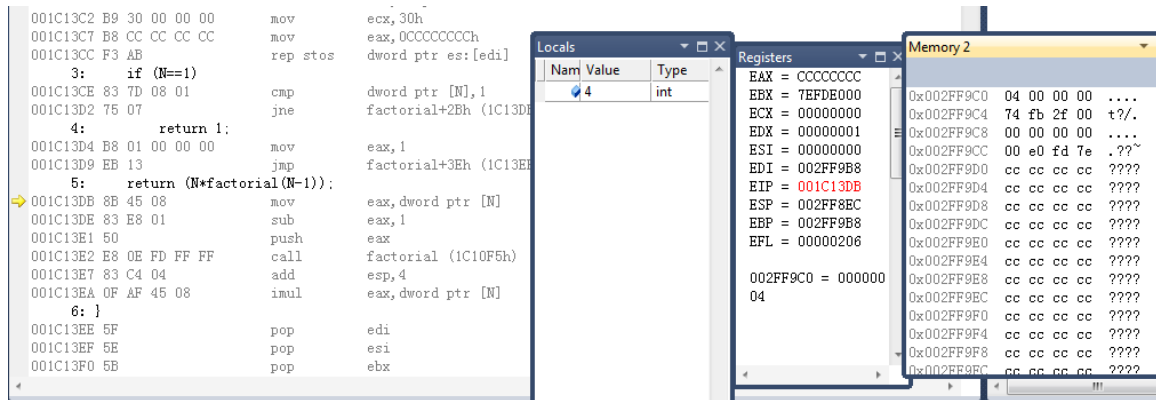 001C13C2 B9 30 00 00 00 mov ecx,30h
001C13C7 B8 CC CC CC CC mov eax,0CCCCCCCCh
001C13CC F3 AB rep stos dword ptr es:[edi]
3: if (N==1)
001C13CE 83 7D 08 01 cmp dword ptr [N],1
001C13D2 75 07 jne factorial+2Bh (1C13DB
4: return 1;
001C13D4 B8 01 00 00 00 mov eax,1
001C13D9 EB 13 jmp factorial+3Eh (1C13EE
5: return (N*factorial(N-1));
001C13DB 8B 45 08 mov eax,dword ptr [N]
001C13DE 83 E8 01 sub eax,1
001C13E1 50 push eax
001C13E2 E8 0E FD FF FF call factorial (1C10F5h)
001C13E7 83 C4 04 add esp,4
001C13EA 0F AF 45 08 imul eax,dword ptr [N]
6: }
001C13EE 5F pop edi
001C13EF 5E pop esi
001C13F0 5B pop ebx
Locals
Nam Value Type
4 int
Registers
EAX = CCCCCCCC
EBX = 7EFDE000
ECX = 00000000
EDX = 00000001
ESI = 00000000
EDI = 002FF9B8
EIP = 001C13DB
ESP = 002FF8EC
EBP = 002FF9B8
EFL = 00000206
002FF9C0 = 000000
04
Memory 2
0x002FF9C0 04 00 00 00 ....
0x002FF9C4 74 fb 2f 00 t?/.
0x002FF9C8 00 00 00 00 ....
0x002FF9CC 00 e0 fd 7e .??~
0x002FF9D0 cc cc cc cc ????
0x002FF9D4 cc cc cc cc ????
0x002FF9D8 cc cc cc cc ????
0x002FF9DC cc cc cc cc ????
0x002FF9E0 cc cc cc cc ????
0x002FF9E4 cc cc cc cc ????
0x002FF9E8 cc cc cc cc ????
0x002FF9EC cc cc cc cc ????
0x002FF9F0 cc cc cc cc ????
0x002FF9F4 cc cc cc cc ????
0x002FF9F8 cc cc cc cc ????
0x002FF9FC cc cc cc cc ????